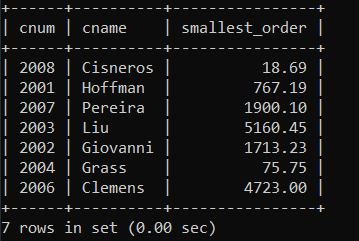 +------+----------+----------------+
| cnum | cname    | smallest_order |
+------+----------+----------------+
| 2008 | Cisneros |          18.69 |
| 2001 | Hoffman  |         767.19 |
| 2007 | Pereira  |        1900.10 |
| 2003 | Liu      |        5160.45 |
| 2002 | Giovanni |        1713.23 |
| 2004 | Grass    |          75.75 |
| 2006 | Clemens  |        4723.00 |
+------+----------+----------------+
7 rows in set (0.00 sec)